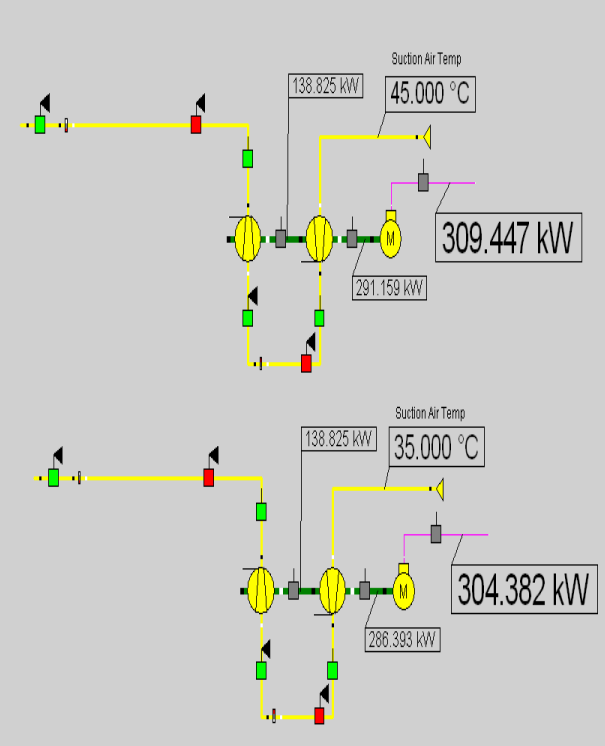 Suction Air Temp
138.825 kW
45.000 °C
M
309.447 kW
291.159 kW
Suction Air Temp
138.825 kW
35.000 °C
M
304.382 kW
286.393 kW